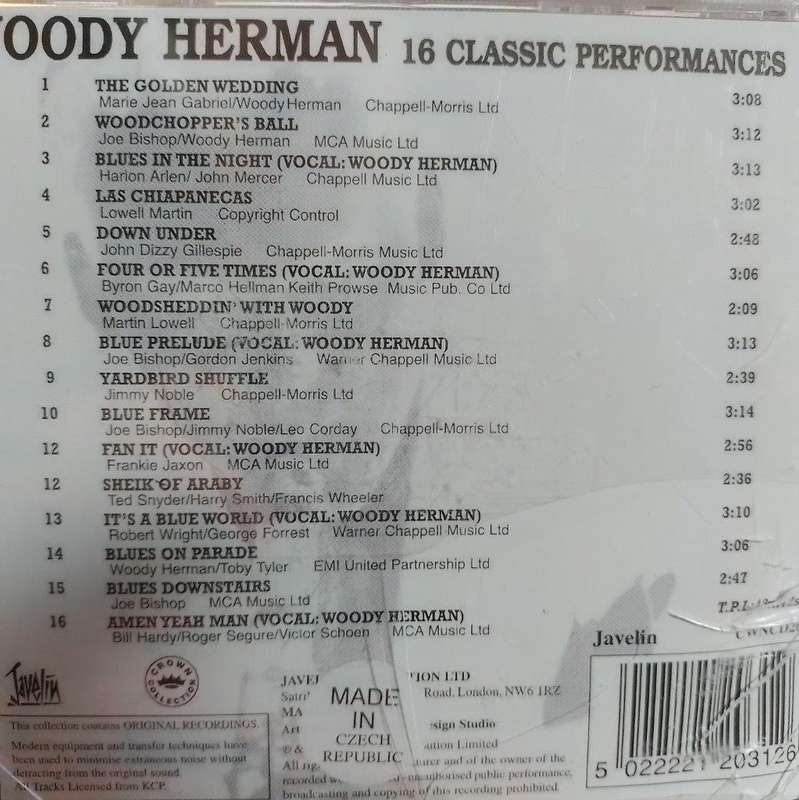 WOODY HERMAN 16 CLASSIC PERFORMANCES
1 THE GOLDEN WEDDING 3:08
Marie Jean Gabriel/Woody Herman Chappell-Morris Ltd
2 WOODCHOPPER'S BALL 3:12
Joe Bishop/Woody Herman MCA Music Ltd
3 BLUES IN THE NIGHT (VOCAL: WOODY HERMAN) 3:13
Harlon Arlen/ John Mercer Chappell Music Ltd
4 LAS CHIAPANECAS 3:02
Lowell Martin Copyright Control
5 DOWN UNDER 2:48
John Dizzy Gillespie Chappell-Morris Music Ltd
6 FOUR OR FIVE TIMES (VOCAL: WOODY HERMAN) 3:06
Byron Gay/Marco Hellman Keith Prowse Music Pub. Co Ltd
7 WOODSHEDDIN' WITH WOODY 2:09
Martin Lowell Chappell-Morris Ltd
8 BLUE PRELUDE (VOCAL: WOODY HERMAN) 3:13
Joe Bishop/Gordon Jenkins Warner Chappell Music Ltd
9 YARDBIRD SHUFFLE 2:39
Jimmy Noble Chappell-Morris Ltd
10 BLUE FRAME 3:14
Joe Bishop/Jimmy Noble/Leo Corday Chappell-Morris Ltd
12 FAN IT (VOCAL: WOODY HERMAN) 2:56
Frankie Jaxon MCA Music Ltd
12 SHEIK OF ARABY 2:36
Ted Snyder/Harry Smith/Francis Wheeler
13 IT'S A BLUE WORLD (VOCAL: WOODY HERMAN) 3:10
Robert Wright/George Forrest Warner Chappell Music Ltd
14 BLUES ON PARADE 3:06
Woody Herman/Toby Tyler EMI United Partnership Ltd
15 BLUES DOWNSTAIRS 2:47
Joe Bishop MCA Music Ltd
16 AMEN YEAH MAN (VOCAL: WOODY HERMAN) T.P.I.
Bill Hardy/Roger Segure/Victor Schoen MCA Music Ltd
Javelin
Javelin
CROWN COLLECTION
This collection contains ORIGINAL RECORDINGS.
Modern equipment and transfer techniques have
been used to minimise extraneous noise without
detracting from the original sound.
All Tracks Licensed from KCP.
LTD
Road, London, NW6 1RZ
MADE
IN
CZECH
REPUBLIC
Studio
Limited
and of the owner of the
recorded public performance,
broadcasting and copying of this recording prohibited
5 022221 203126